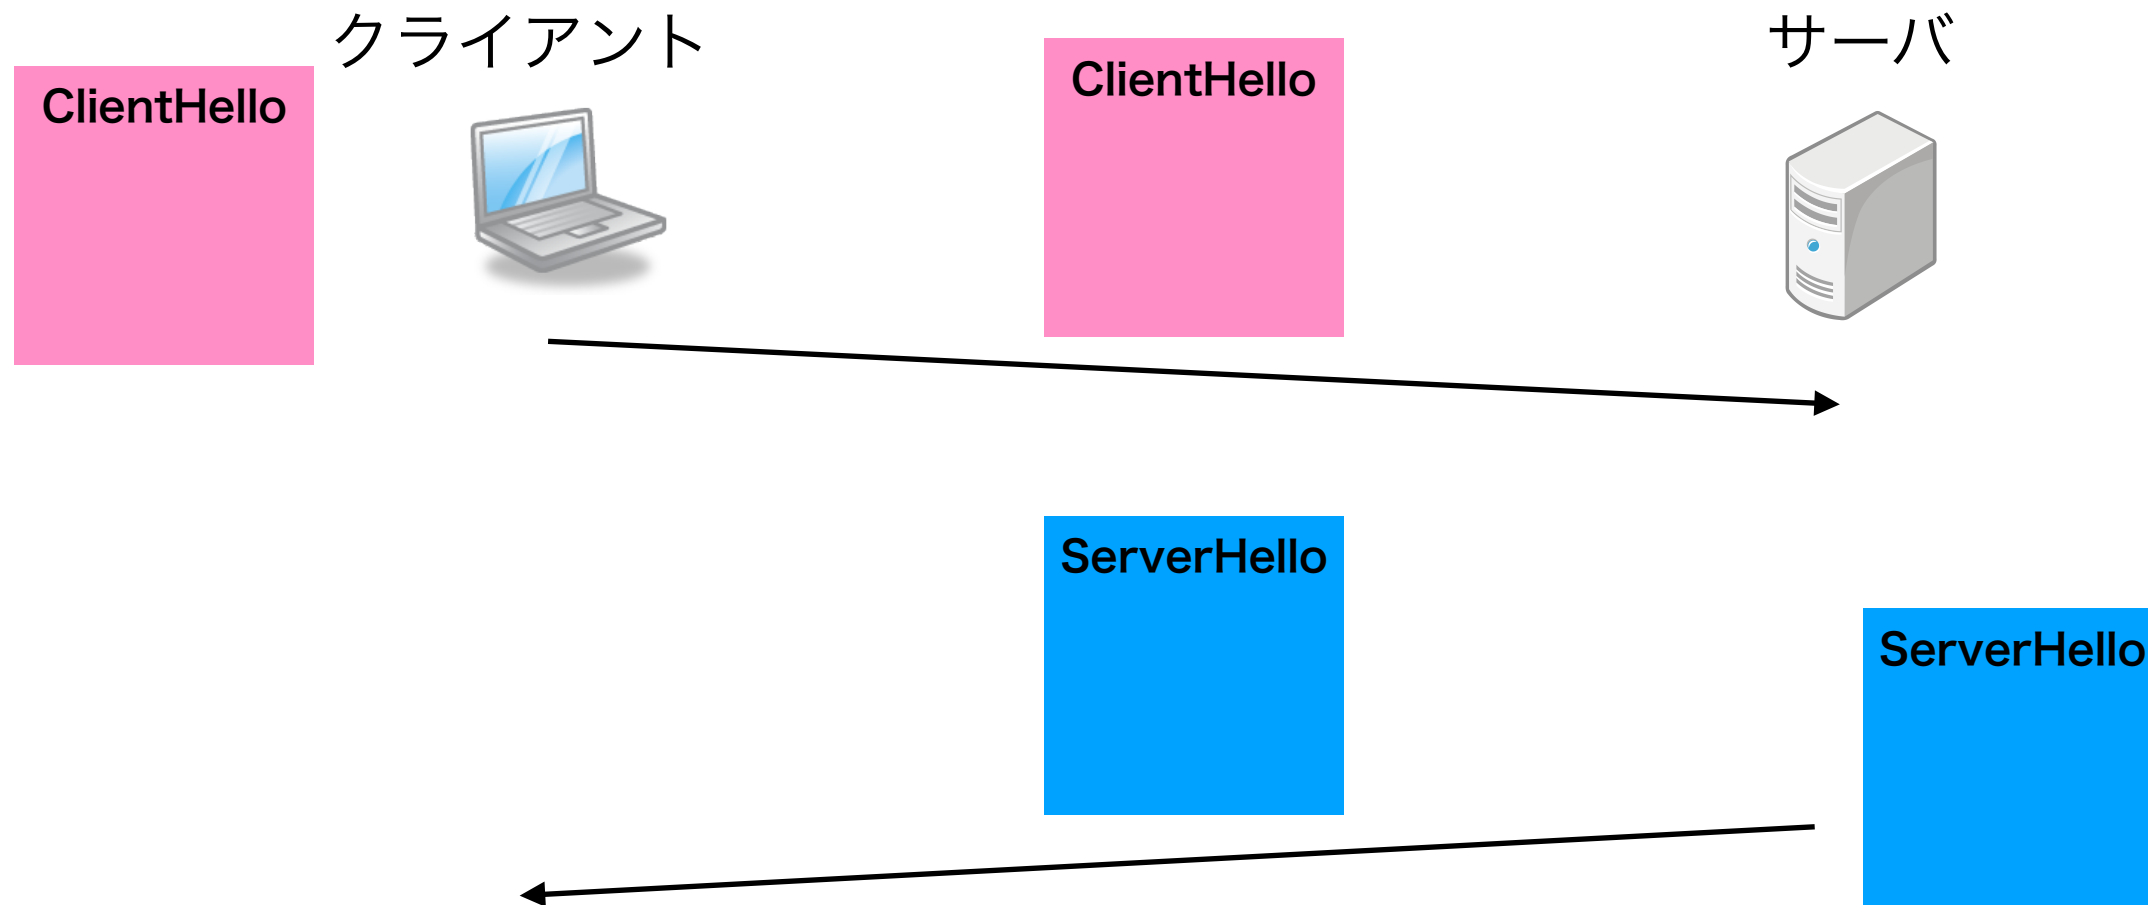 クライアント
サーバ
ClientHello
ClientHello
ServerHello
ServerHello